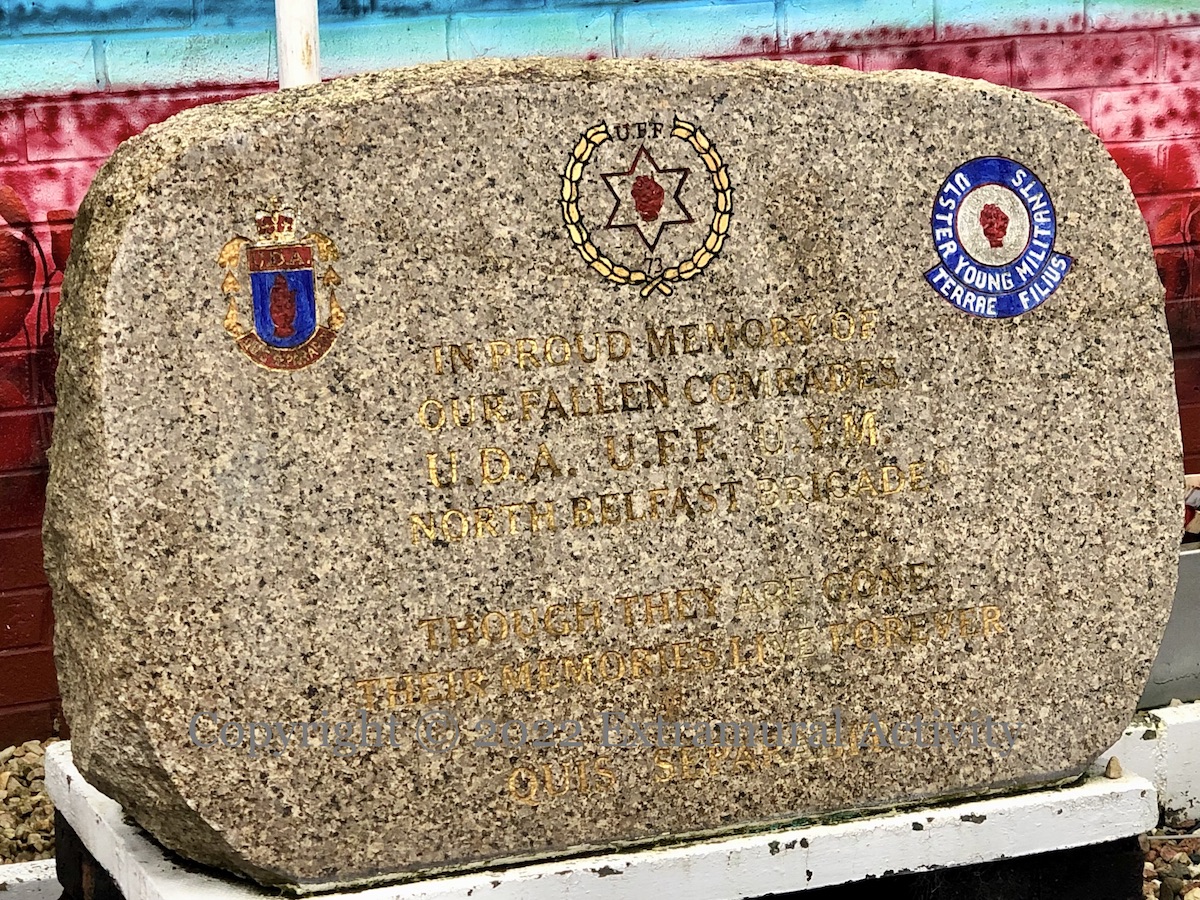 UFF
73
U.D.A.
ULSTER YOUNG MILITANTS
TERRAE FILIUS
IN PROUD MEMORY OF
OUR FALLEN COMRADES
U.D.A. U.F.F. U.Y.M.
NORTH BELFAST BRIGADE
THOUGH THEY ARE GONE
THEIR MEMORIES LIVE FOREVER
QUIS SEPARABIT
Copyright © 2022 Extramural Activity